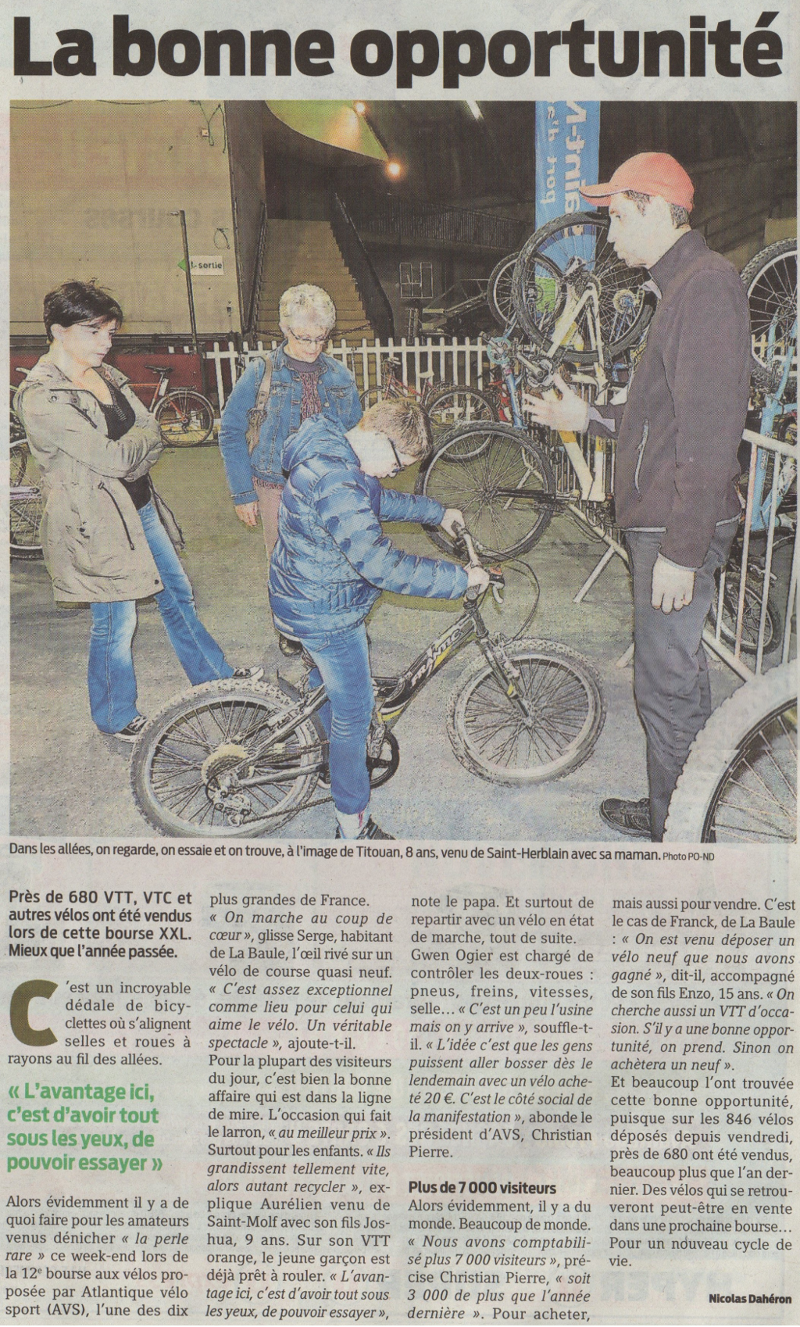 La bonne opportunité
sortie
Dans les allées, on regarde, on essaie et on trouve, à l'image de Titouan, 8 ans, venu de Saint-Herblain avec sa maman. Photo PO-ND
Près de 680 VTT, VTC et
autres vélos ont été vendus
lors de cette bourse XXL.
Mieux que l'année passée.
C'est un incroyable
dédale de bicy-
clettes où s'alignent
selles et roues à
rayons au fil des allées.
« L'avantage ici,
c'est d'avoir tout
sous les yeux, de
pouvoir essayer »
Alors évidemment il y a de
quoi faire pour les amateurs
venus dénicher « la perle
rare » ce week-end lors de
la 12e bourse aux vélos pro-
posée par Atlantique vélo
sport (AVS), l'une des dix
plus grandes de France.
« On marche au coup de
cœur », glisse Serge, habitant
de La Baule, l'œil rivé sur un
vélo de course quasi neuf.
« C'est assez exceptionnel
comme lieu pour celui qui
aime le vélo. Un véritable
spectacle », ajoute-t-il.
Pour la plupart des visiteurs
du jour, c'est bien la bonne
affaire qui est dans la ligne
de mire. L'occasion qui fait
le larron, « au meilleur prix ».
Surtout pour les enfants. « Ils
grandissent tellement vite,
alors autant recycler », ex-
plique Aurélien venu de
Saint-Molf avec son fils Jos-
hua, 9 ans. Sur son VTT
orange, le jeune garçon est
déjà prêt à rouler. « L'avan-
tage ici, c'est d'avoir tout sous
les yeux, de pouvoir essayer »,
note le papa. Et surtout de
repartir avec un vélo en état
de marche, tout de suite.
Gwen Ogier est chargé de
contrôler les deux-roues :
pneus, freins, vitesses,
selle... « C'est un peu l'usine
mais on y arrive », souffle-t-
il. « L'idée c'est que les gens
puissent aller bosser dès le
lendemain avec un vélo ache-
té 20 €. C'est le côté social de
la manifestation », abonde le
président d'AVS, Christian
Pierre.
Plus de 7 000 visiteurs
Alors évidemment, il y a du
monde. Beaucoup de monde.
« Nous avons comptabili-
sé plus 7 000 visiteurs », pré-
cise Christian Pierre, « soit
3 000 de plus que l'année
dernière ». Pour acheter,
mais aussi pour vendre. C'est
le cas de Franck, de La Baule
: « On est venu déposer un
vélo neuf que nous avons
gagné », dit-il, accompagné
de son fils Enzo, 15 ans. « On
cherche aussi un VTT d'occa-
sion. S'il y a une bonne oppor-
tunité, on prend. Sinon on
achètera un neuf ».
Et beaucoup l'ont trouvée
cette bonne opportunité,
puisque sur les 846 vélos
déposés depuis vendredi,
près de 680 ont été vendus,
beaucoup plus que l'an der-
nier. Des vélos qui se retrou-
veront peut-être en vente
dans une prochaine bourse...
Pour un nouveau cycle de
vie.
Nicolas Dahéron